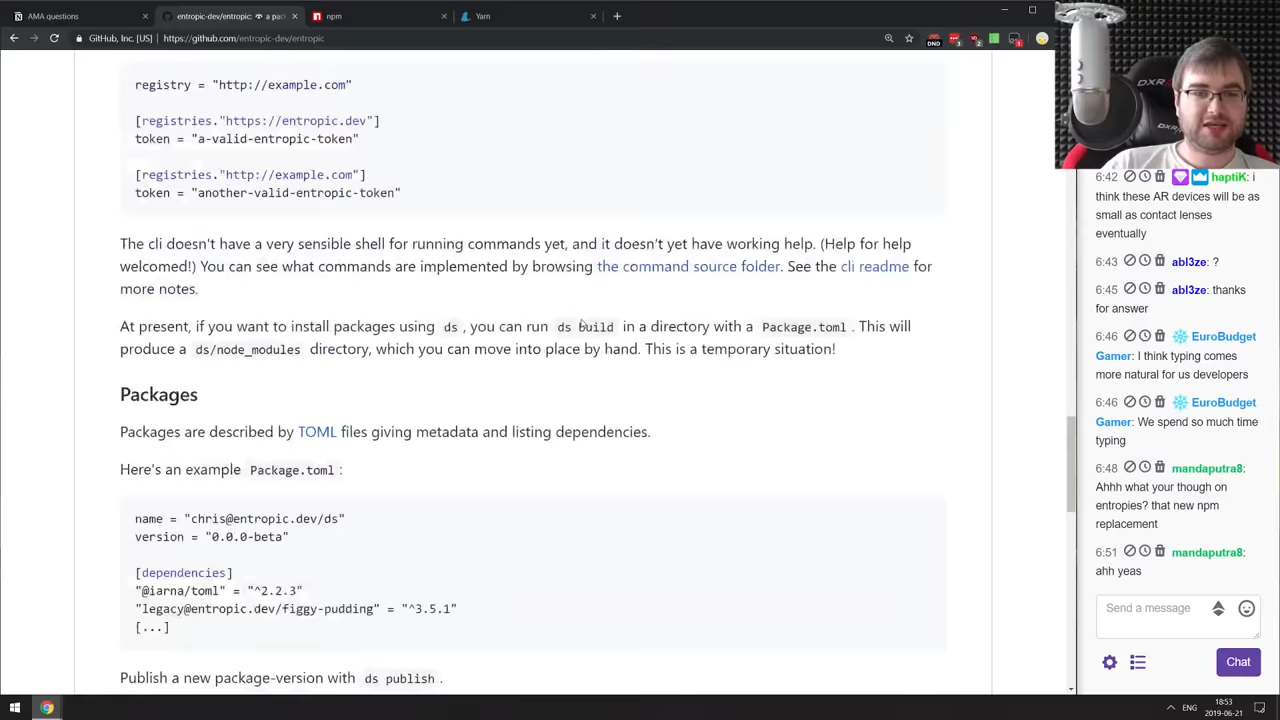 AMA questions
entropic-dev/entropic: a pack
npm
Yarn
GitHub, Inc. [US]
https://github.com/entropic-dev/entropic
DND
registry = "http://example.com"
[registries."https://entropic.dev"]
token = "a-valid-entropic-token"
[registries."http://example.com"]
token = "another-valid-entropic-token"
The cli doesn't have a very sensible shell for running commands yet, and it doesn't yet have working help. (Help for help
welcomed!) You can see what commands are implemented by browsing the command source folder. See the cli readme for
more notes.
At present, if you want to install packages using ds, you can run ds build in a directory with a Package.toml. This will
produce a ds/node_modules directory, which you can move into place by hand. This is a temporary situation!
Packages
Packages are described by TOML files giving metadata and listing dependencies.
Here's an example Package.toml:
name = "chris@entropic.dev/ds"
version = "0.0.0-beta"
[dependencies]
"@iarna/toml" = "^2.2.3"
"legacy@entropic.dev/figgy-pudding" = "^3.5.1"
[...]
Publish a new package-version with ds publish.
DXR
6:42 haptiK: i
think these AR devices will be as
small as contact lenses
eventually
6:43 abl3ze: ?
6:45 abl3ze: thanks
for answer
6:46 EuroBudget
Gamer: I think typing comes
more natural for us developers
6:46 EuroBudget
Gamer: We spend so much time
typing
6:48 mandaputra8:
Ahhh what your though on
entropies? that new npm
replacement
6:51 mandaputra8:
ahh yeas
Send a message
Chat
ENG
18:53
2019-06-21